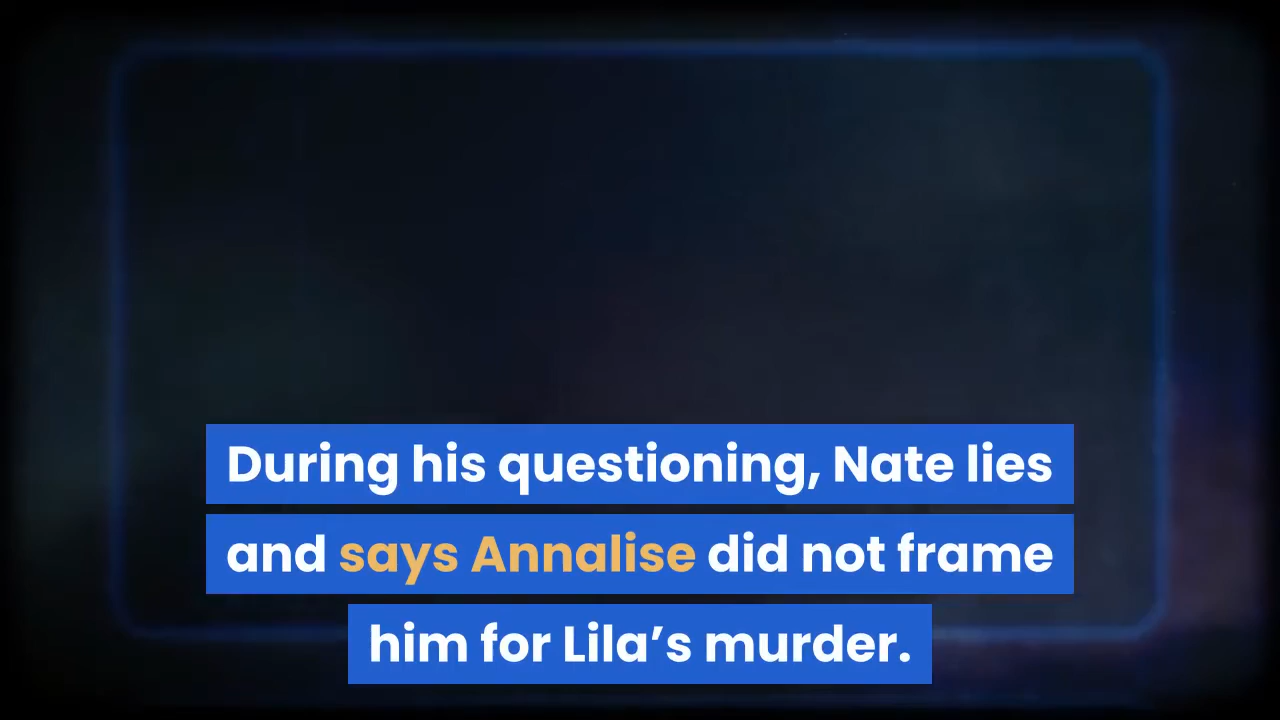 During his questioning, Nate lies
and says Annalise did not frame
him for Lila’s murder.